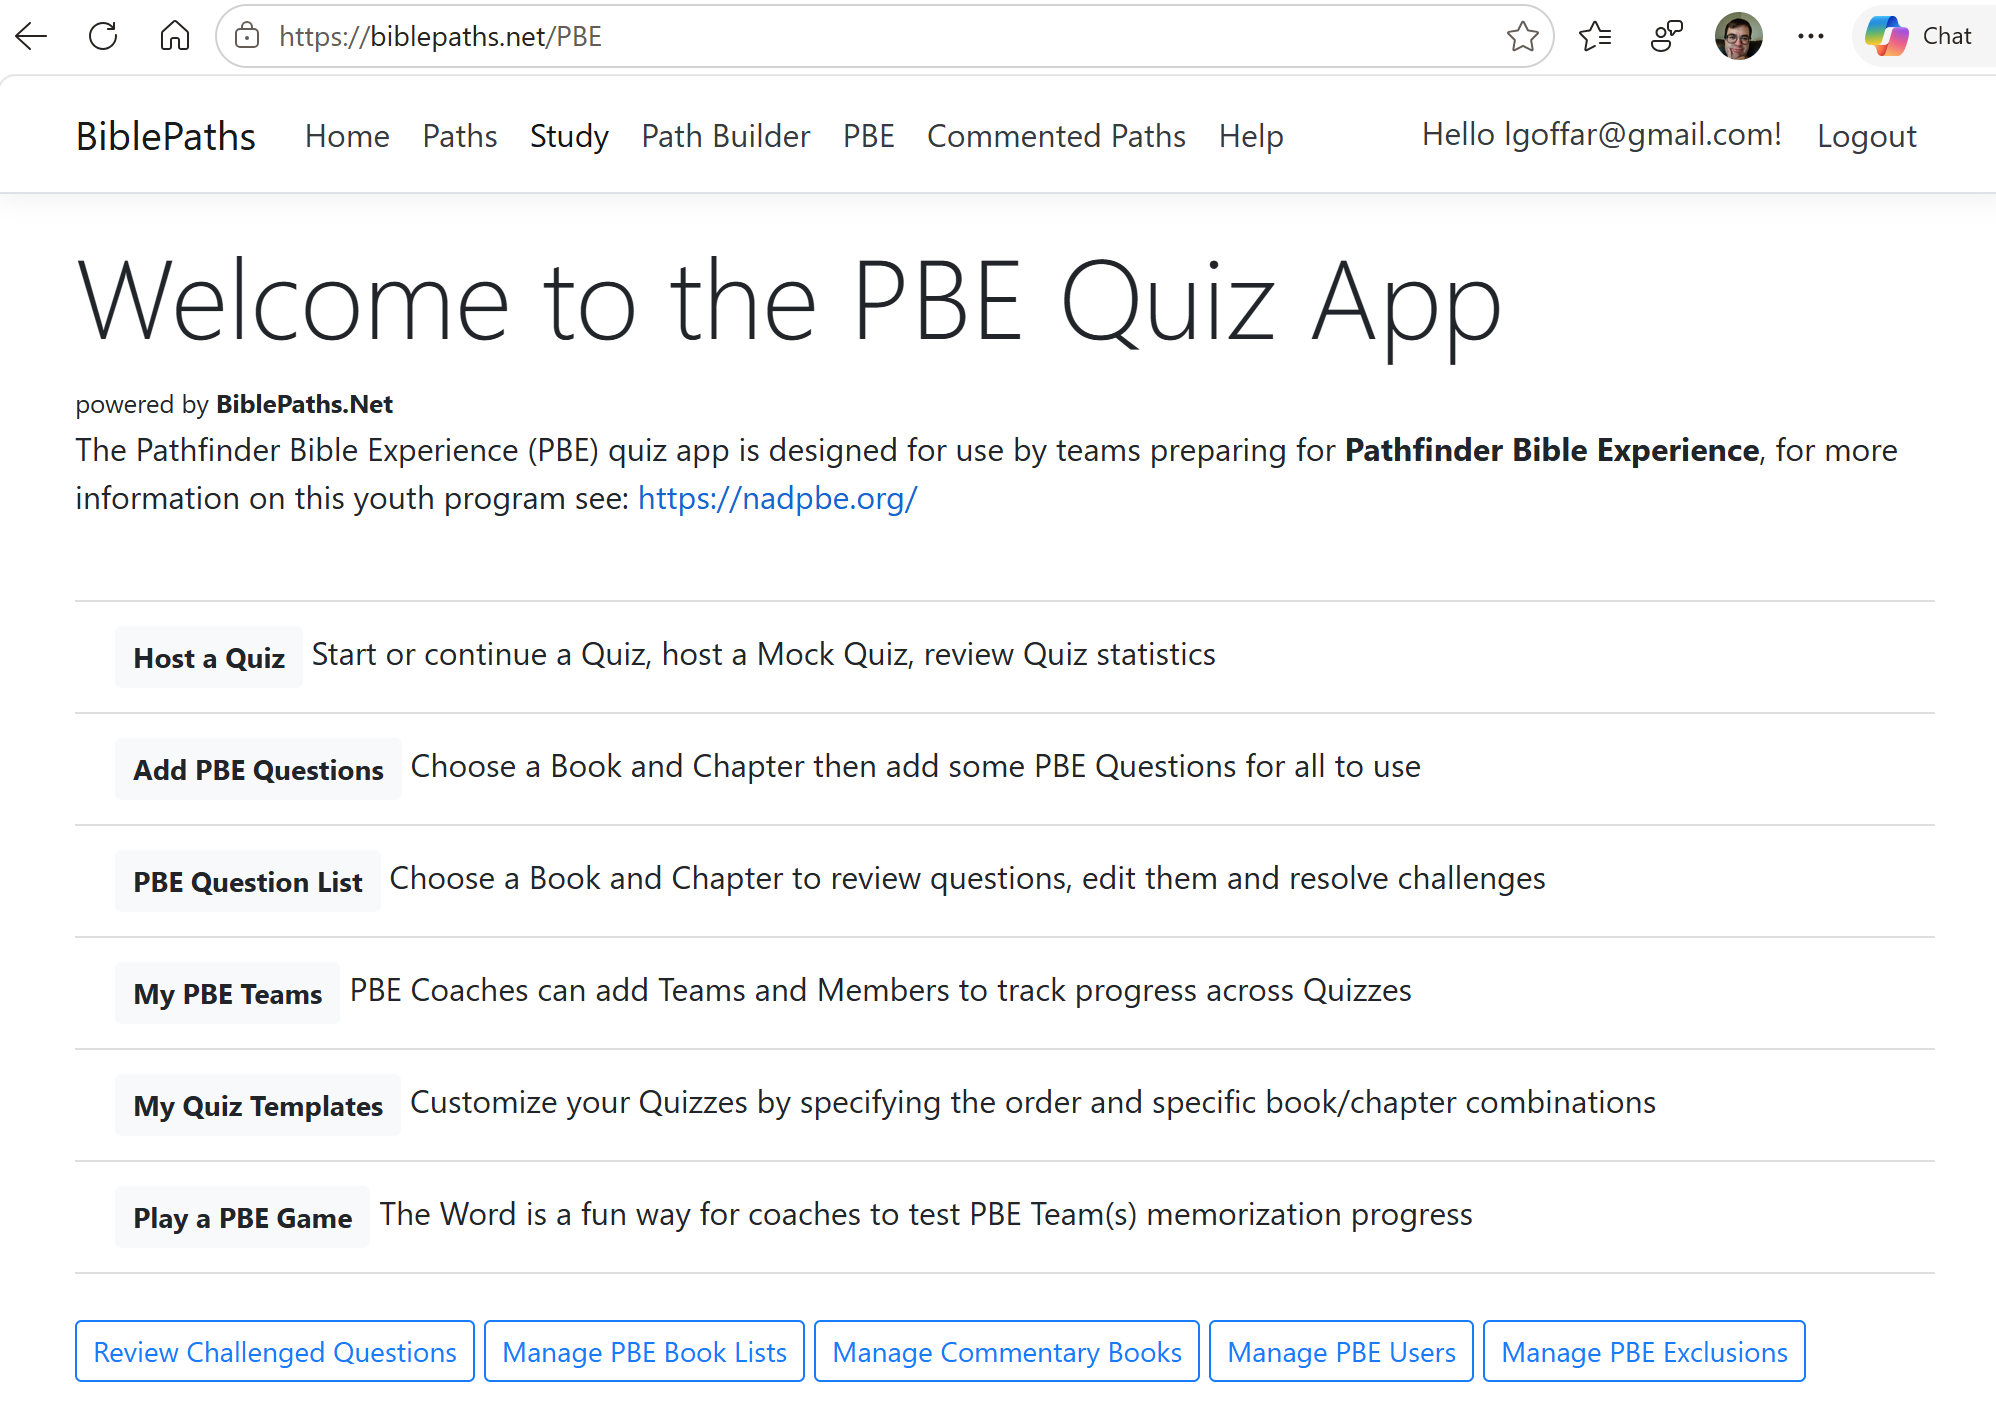 https://biblepaths.net/PBE
Chat
BiblePaths Home Paths Study Path Builder PBE Commented Paths Help Hello lgoffar@gmail.com! Logout
Welcome to the PBE Quiz App
powered by BiblePaths.Net
The Pathfinder Bible Experience (PBE) quiz app is designed for use by teams preparing for Pathfinder Bible Experience, for more
information on this youth program see: https://nadpbe.org/
Host a Quiz Start or continue a Quiz, host a Mock Quiz, review Quiz statistics
Add PBE Questions Choose a Book and Chapter then add some PBE Questions for all to use
PBE Question List Choose a Book and Chapter to review questions, edit them and resolve challenges
My PBE Teams PBE Coaches can add Teams and Members to track progress across Quizzes
My Quiz Templates Customize your Quizzes by specifying the order and specific book/chapter combinations
Play a PBE Game The Word is a fun way for coaches to test PBE Team(s) memorization progress
Review Challenged Questions Manage PBE Book Lists Manage Commentary Books Manage PBE Users Manage PBE Exclusions